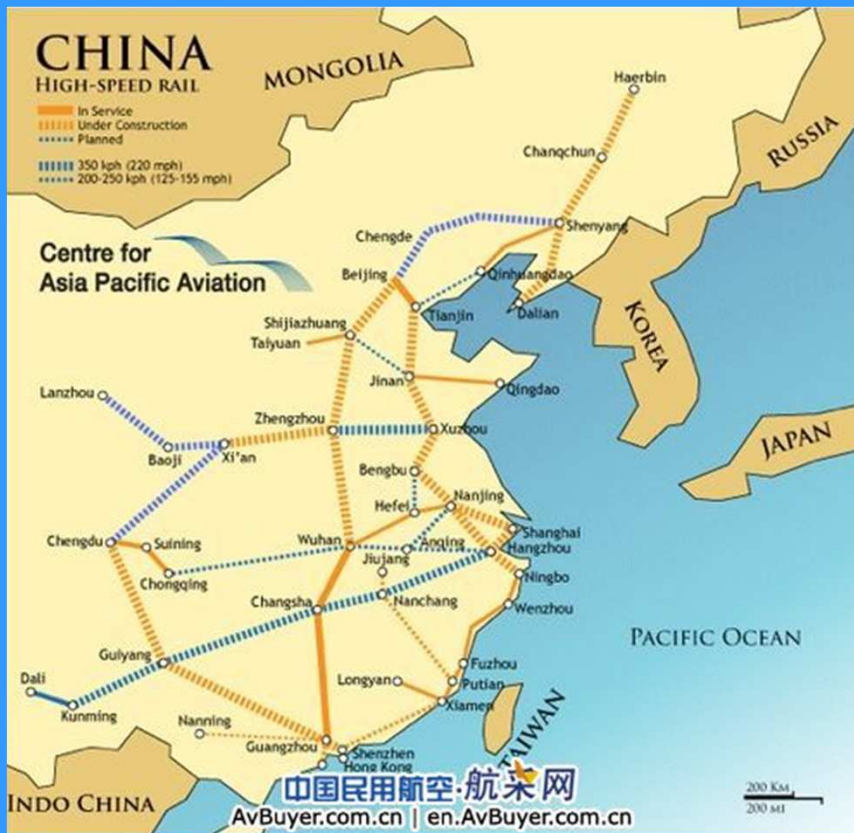 CHINA
HIGH-SPEED RAIL
In Service
Under Construction
Planned
350 kph (220 mph)
200-250 kph (125-155 mph)
MONGOLIA
Haerbin
RUSSIA
Changchun
Shenyang
Chengde
Centre for
Asia Pacific Aviation
Beijing
Qinhuangdao
Tianjin
Dalian
KOREA
Shijiazhuang
Taiyuan
Jinan
Qingdao
Lanzhou
Zhengzhou
Xuzhou
JAPAN
Baoji
Xi'an
Bengbu
Nanjing
Hefei
Shanghai
Chengdu
Suining
Wuhan
Anqing
Hangzhou
Jiujang
Chongqing
Ningbo
Changsha
Nanchang
Wenzhou
PACIFIC OCEAN
Guiyang
Fuzhou
Dali
Longyan
Putian
Kunming
Xiamen
Nanning
TAIWAN
Guangzhou
Shenzhen
Hong Kong
INDO CHINA
中国民用航空·航采网
AvBuyer.com.cn | en.AvBuyer.com.cn
200 KM
200 MI